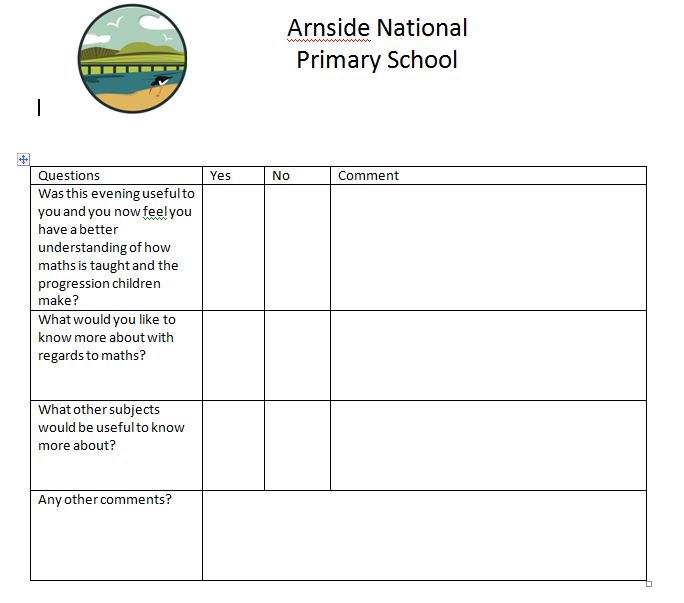 Arnside National
Primary School
Questions Yes No Comment
Was this evening useful to
you and you now feel you
have a better
understanding of how
maths is taught and the
progression children
make?
What would you like to
know more about with
regards to maths?
What other subjects
would be useful to know
more about?
Any other comments?